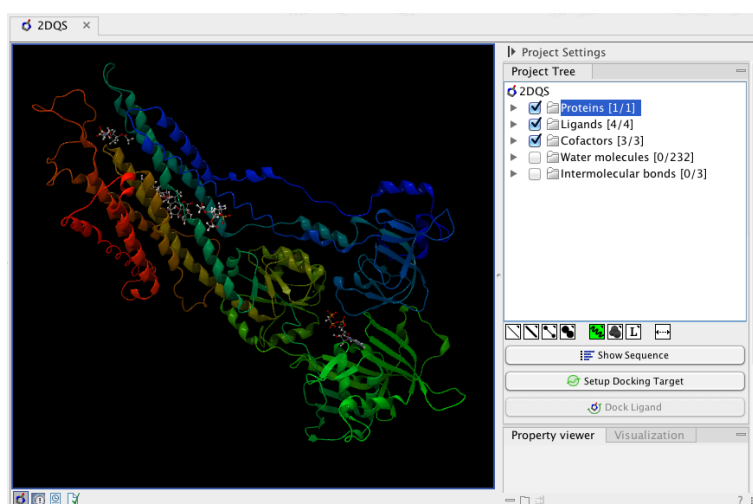 2DQS ×
Project Settings
Project Tree
2DQS
Proteins [1/1]
Ligands [4/4]
Cofactors [3/3]
Water molecules [0/232]
Intermolecular bonds [0/3]
L
Show Sequence
Setup Docking Target
Dock Ligand
Property viewer Visualization
?